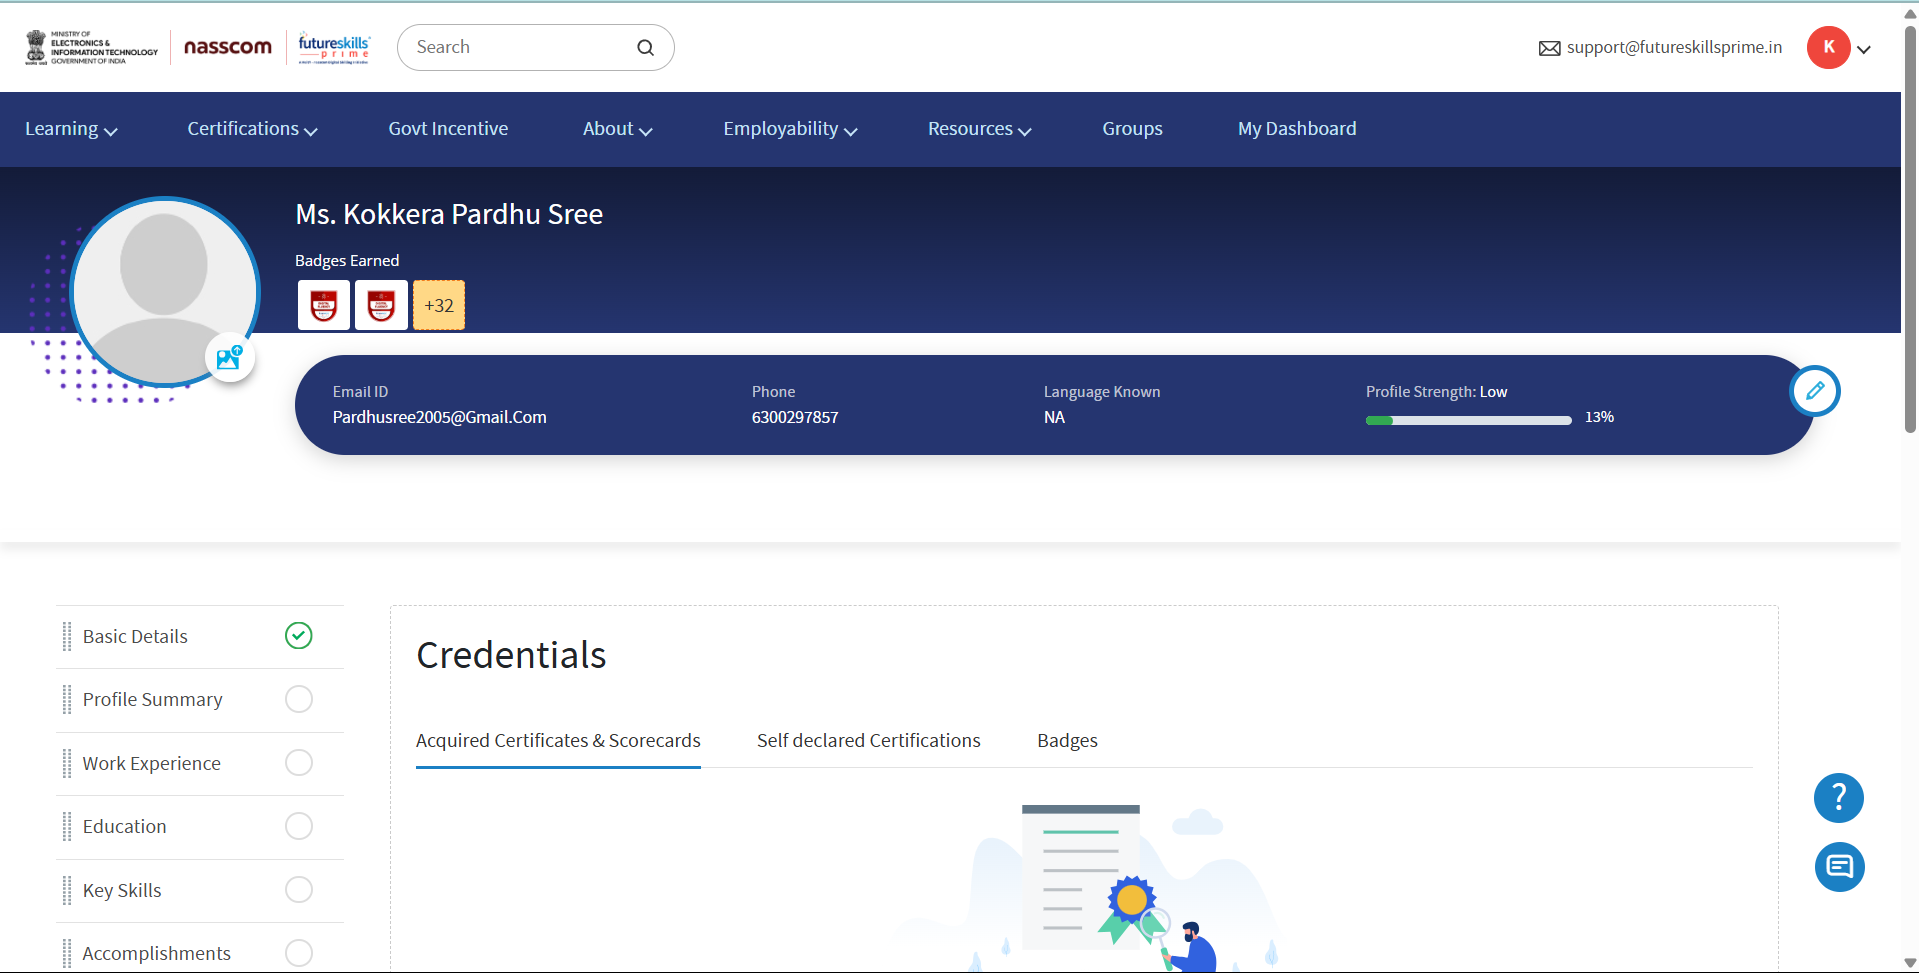 MINISTRY OF
ELECTRONICS &
INFORMATION TECHNOLOGY
GOVERNMENT OF INDIA
nasscom
futureskills
prime
Search
support@futureskillsprime.in
K
Learning
Certifications
Govt Incentive
About
Employability
Resources
Groups
My Dashboard
Ms. Kokkera Pardhu Sree
Badges Earned
+32
Email ID
Pardhusree2005@Gmail.Com
Phone
6300297857
Language Known
NA
Profile Strength: Low
13%
Basic Details
Profile Summary
Work Experience
Education
Key Skills
Accomplishments
Credentials
Acquired Certificates & Scorecards
Self declared Certifications
Badges
?